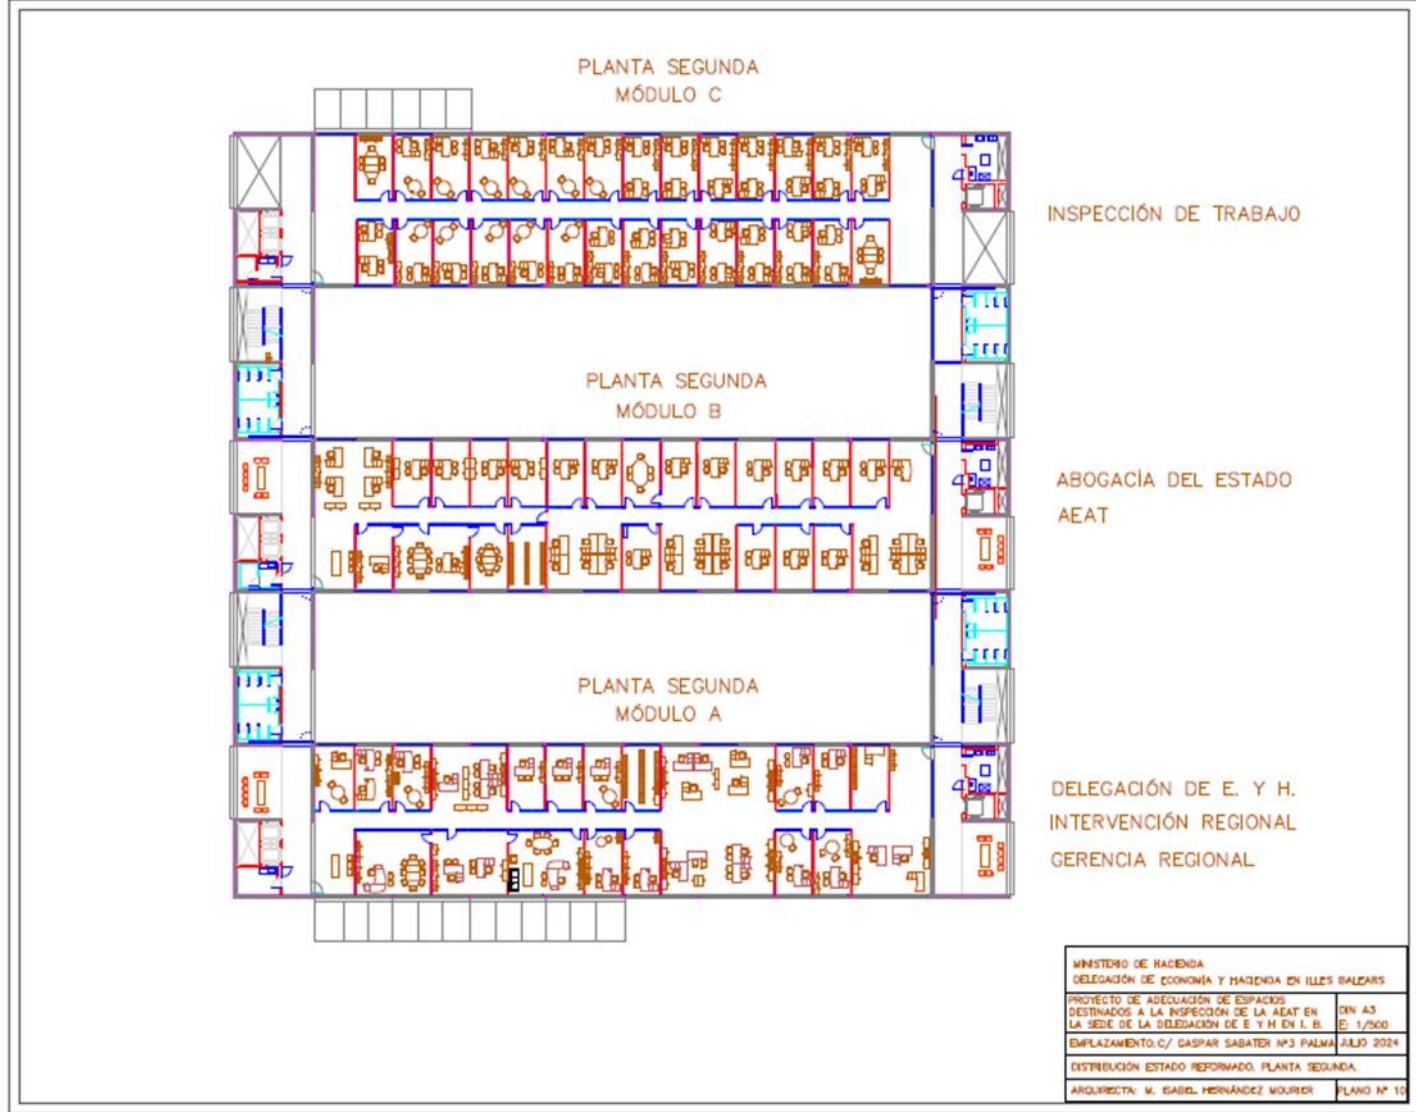 PLANTA SEGUNDA
MÓDULO C
INSPECCIÓN DE TRABAJO
PLANTA SEGUNDA
MÓDULO B
ABOGACÍA DEL ESTADO
AEAT
PLANTA SEGUNDA
MÓDULO A
DELEGACIÓN DE E. Y H.
INTERVENCIÓN REGIONAL
GERENCIA REGIONAL
MINISTERIO DE HACIENDA
DELEGACIÓN DE ECONOMÍA Y HACIENDA EN ILLES BALEARS
PROYECTO DE ADECUACIÓN DE ESPACIOS
DESTINADOS A LA INSPECCIÓN DE LA AEAT EN
LA SEDE DE LA DELEGACIÓN DE E Y H EN I. B.
DIN A3
E: 1/500
EMPLAZAMIENTO: C/ GASPAR SABATER Nº3 PALMA
JULIO 2024
DISTRIBUCIÓN ESTADO REFORMADO. PLANTA SEGUNDA.
ARQUITECTA: M. ISABEL HERNÁNDEZ MOURIER
PLANO Nº 10